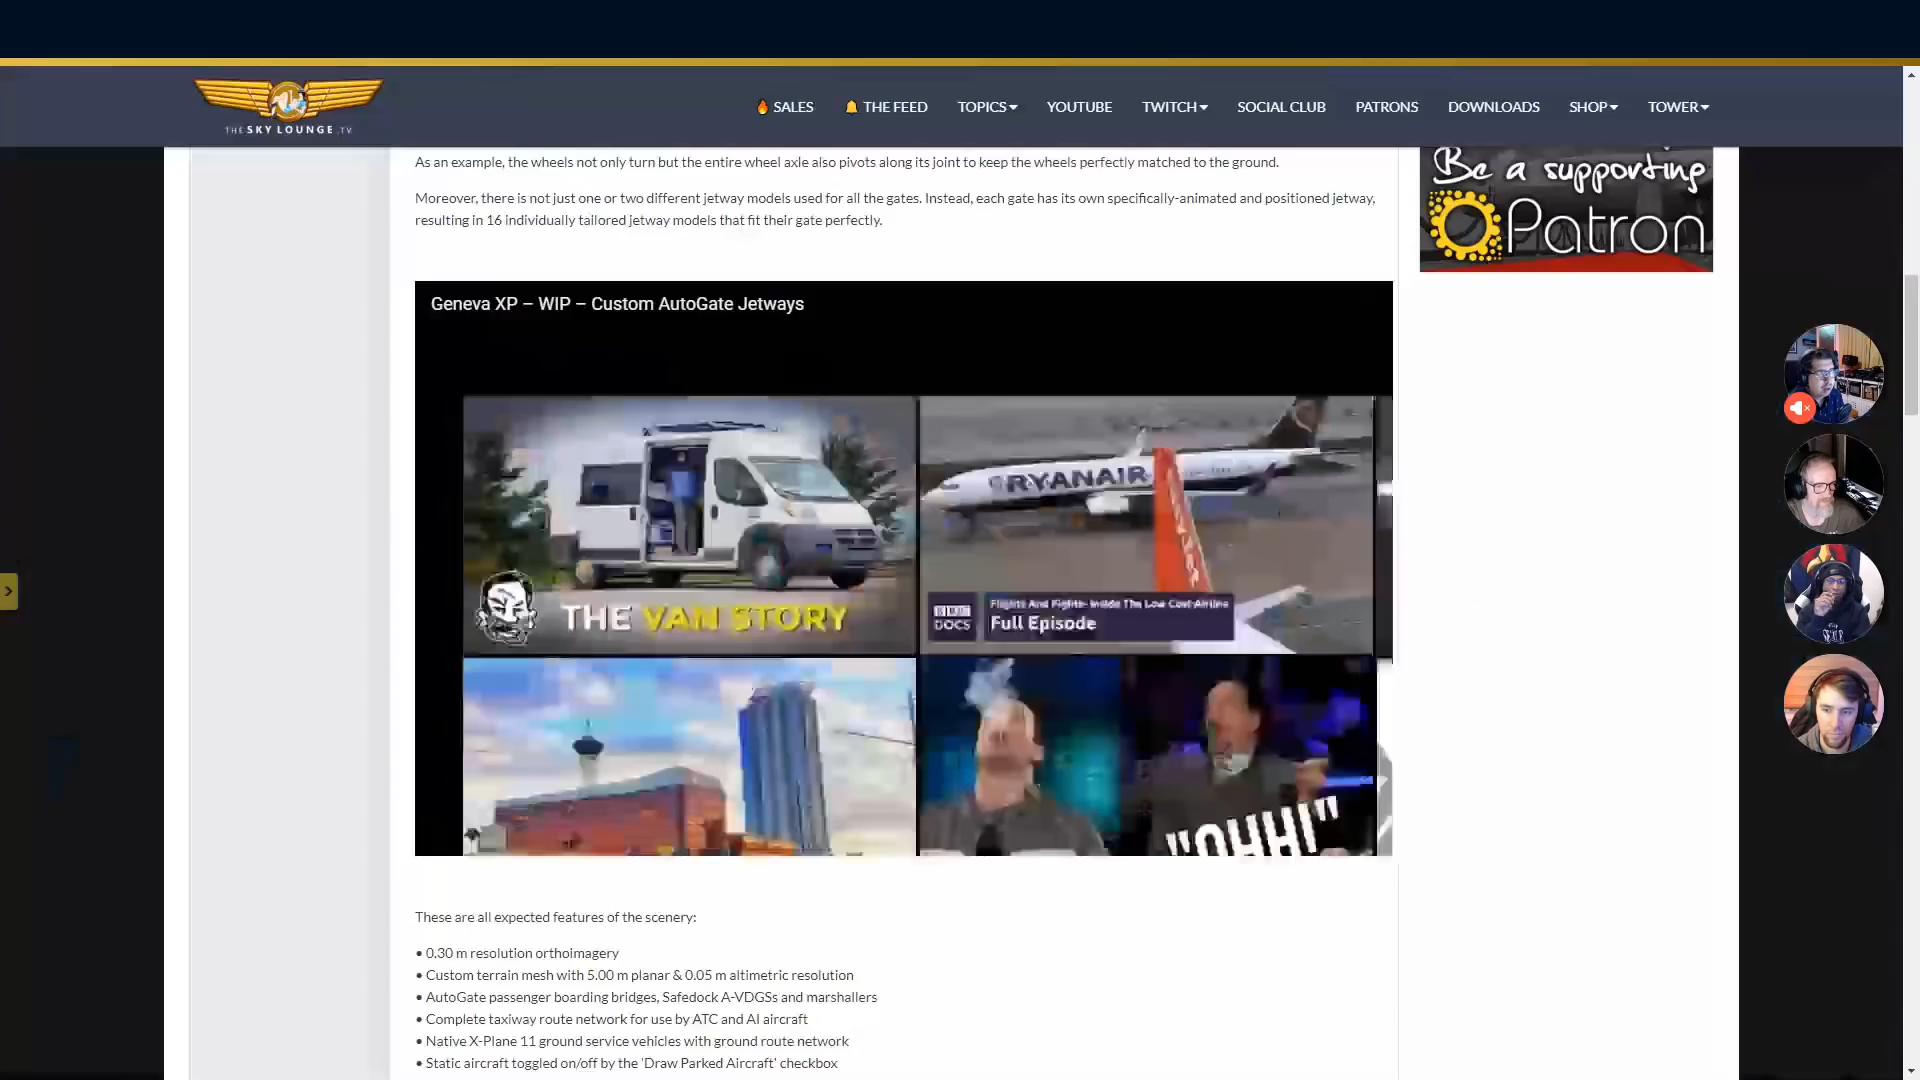 THE SKY LOUNGE .TV
SALES
THE FEED
TOPICS
YOUTUBE
TWITCH
SOCIAL CLUB
PATRONS
DOWNLOADS
SHOP
TOWER
As an example, the wheels not only turn but the entire wheel axle also pivots along its joint to keep the wheels perfectly matched to the ground.
Moreover, there is not just one or two different jetway models used for all the gates. Instead, each gate has its own specifically-animated and positioned jetway,
resulting in 16 individually tailored jetway models that fit their gate perfectly.
Be a supporting
Patron
Geneva XP – WIP – Custom AutoGate Jetways
RYANAIR
THE VAN STORY
DOCS
Flights And Fights- Inside The Low Cost Airline
Full Episode
"OHH!"
These are all expected features of the scenery:
• 0.30 m resolution orthoimagery
• Custom terrain mesh with 5.00 m planar & 0.05 m altimetric resolution
• AutoGate passenger boarding bridges, Safedock A-VDGSs and marshallers
• Complete taxiway route network for use by ATC and AI aircraft
• Native X-Plane 11 ground service vehicles with ground route network
• Static aircraft toggled on/off by the 'Draw Parked Aircraft' checkbox